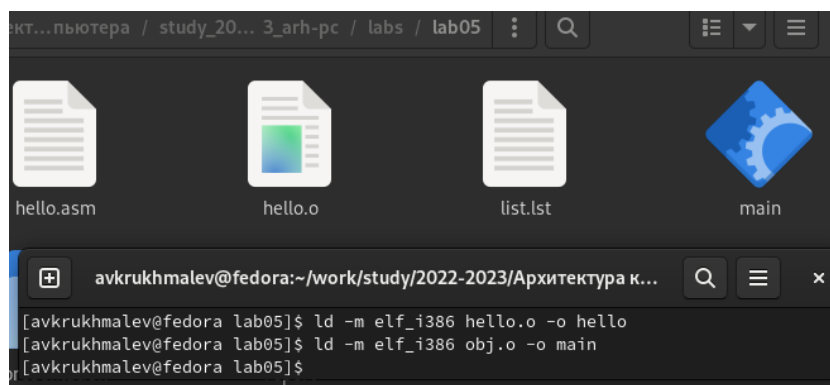 ект...пьютера / study_20... 3_arh-pc / labs / lab05
hello.asm hello.o list.lst main
avkrukhmalev@fedora:~/work/study/2022-2023/Архитектура к...
[avkrukhmalev@fedora lab05]$ ld -m elf_i386 hello.o -o hello
[avkrukhmalev@fedora lab05]$ ld -m elf_i386 obj.o -o main
[avkrukhmalev@fedora lab05]$